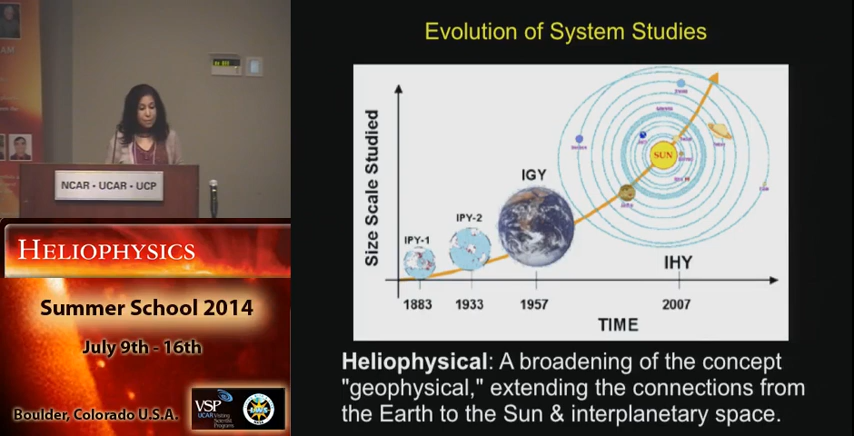 NCAR • UCAR • UCP
HELIOPHYSICS
Summer School 2014
July 9th - 16th
Boulder, Colorado U.S.A.
VSP
UCAR Visiting
Scientist
Programs
Evolution of System Studies
Size Scale Studied
IPY-1
IPY-2
IGY
SUN
IHY
1883
1933
1957
2007
TIME
Heliophysical: A broadening of the concept
"geophysical," extending the connections from
the Earth to the Sun & interplanetary space.